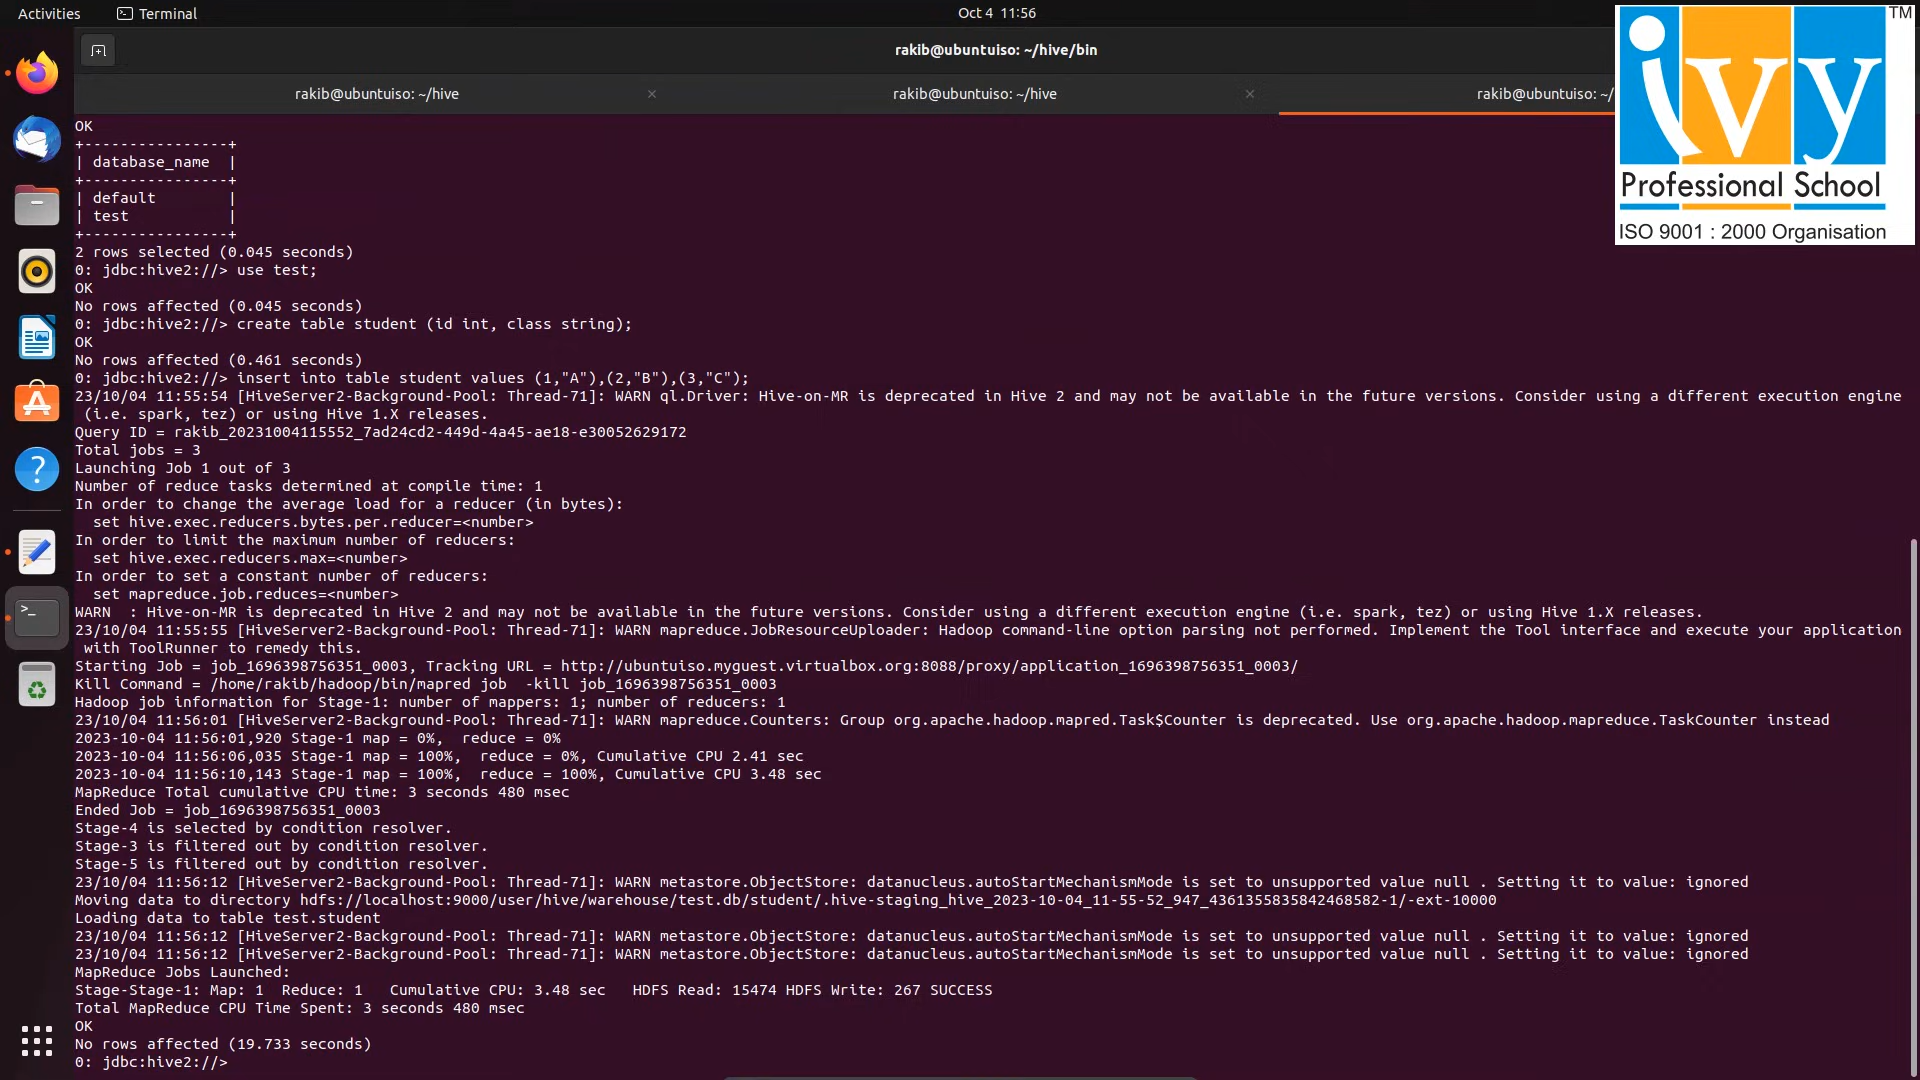 Activities
Terminal
Oct 4 11:56
rakib@ubuntuiso: ~/hive/bin
rakib@ubuntuiso: ~/hive
rakib@ubuntuiso: ~/hive
rakib@ubuntuiso: ~/
ivy
TM
Professional School
ISO 9001 : 2000 Organisation
OK
+----------------+
| database_name  |
+----------------+
| default        |
| test           |
+----------------+
2 rows selected (0.045 seconds)
0: jdbc:hive2://> use test;
OK
No rows affected (0.045 seconds)
0: jdbc:hive2://> create table student (id int, class string);
OK
No rows affected (0.461 seconds)
0: jdbc:hive2://> insert into table student values (1,"A"),(2,"B"),(3,"C");
23/10/04 11:55:54 [HiveServer2-Background-Pool: Thread-71]: WARN ql.Driver: Hive-on-MR is deprecated in Hive 2 and may not be available in the future versions. Consider using a different execution engine
(i.e. spark, tez) or using Hive 1.X releases.
Query ID = rakib_20231004115552_7ad24cd2-449d-4a45-ae18-e30052629172
Total jobs = 3
Launching Job 1 out of 3
Number of reduce tasks determined at compile time: 1
In order to change the average load for a reducer (in bytes):
  set hive.exec.reducers.bytes.per.reducer=<number>
In order to limit the maximum number of reducers:
  set hive.exec.reducers.max=<number>
In order to set a constant number of reducers:
  set mapreduce.job.reduces=<number>
WARN  : Hive-on-MR is deprecated in Hive 2 and may not be available in the future versions. Consider using a different execution engine (i.e. spark, tez) or using Hive 1.X releases.
23/10/04 11:55:55 [HiveServer2-Background-Pool: Thread-71]: WARN mapreduce.JobResourceUploader: Hadoop command-line option parsing not performed. Implement the Tool interface and execute your application
with ToolRunner to remedy this.
Starting Job = job_1696398756351_0003, Tracking URL = http://ubuntuiso.myguest.virtualbox.org:8088/proxy/application_1696398756351_0003/
Kill Command = /home/rakib/hadoop/bin/mapred job  -kill job_1696398756351_0003
Hadoop job information for Stage-1: number of mappers: 1; number of reducers: 1
23/10/04 11:56:01 [HiveServer2-Background-Pool: Thread-71]: WARN mapreduce.Counters: Group org.apache.hadoop.mapred.Task$Counter is deprecated. Use org.apache.hadoop.mapreduce.TaskCounter instead
2023-10-04 11:56:01,920 Stage-1 map = 0%,  reduce = 0%
2023-10-04 11:56:06,035 Stage-1 map = 100%,  reduce = 0%, Cumulative CPU 2.41 sec
2023-10-04 11:56:10,143 Stage-1 map = 100%,  reduce = 100%, Cumulative CPU 3.48 sec
MapReduce Total cumulative CPU time: 3 seconds 480 msec
Ended Job = job_1696398756351_0003
Stage-4 is selected by condition resolver.
Stage-3 is filtered out by condition resolver.
Stage-5 is filtered out by condition resolver.
23/10/04 11:56:12 [HiveServer2-Background-Pool: Thread-71]: WARN metastore.ObjectStore: datanucleus.autoStartMechanismMode is set to unsupported value null . Setting it to value: ignored
Moving data to directory hdfs://localhost:9000/user/hive/warehouse/test.db/student/.hive-staging_hive_2023-10-04_11-55-52_947_4361355835842468582-1/-ext-10000
Loading data to table test.student
23/10/04 11:56:12 [HiveServer2-Background-Pool: Thread-71]: WARN metastore.ObjectStore: datanucleus.autoStartMechanismMode is set to unsupported value null . Setting it to value: ignored
23/10/04 11:56:12 [HiveServer2-Background-Pool: Thread-71]: WARN metastore.ObjectStore: datanucleus.autoStartMechanismMode is set to unsupported value null . Setting it to value: ignored
MapReduce Jobs Launched:
Stage-Stage-1: Map: 1  Reduce: 1   Cumulative CPU: 3.48 sec   HDFS Read: 15474 HDFS Write: 267 SUCCESS
Total MapReduce CPU Time Spent: 3 seconds 480 msec
OK
No rows affected (19.733 seconds)
0: jdbc:hive2://>